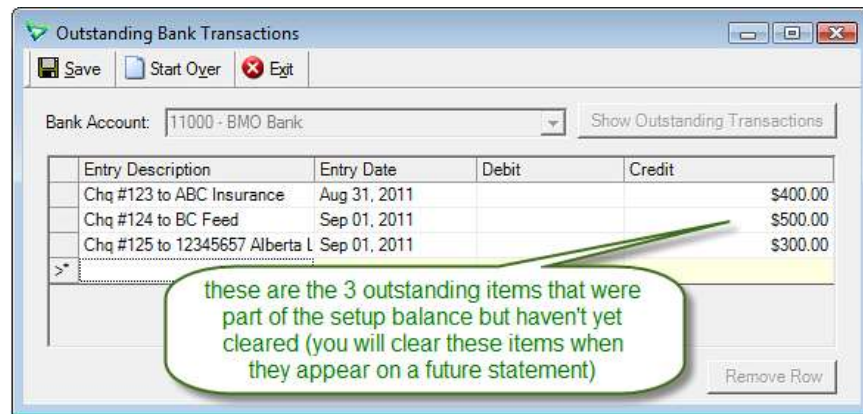 Outstanding Bank Transactions
Save Start Over Exit
Bank Account: 11000 - BMO Bank Show Outstanding Transactions
Entry Description Entry Date Debit Credit
Chq #123 to ABC Insurance Aug 31, 2011 $400.00
Chq #124 to BC Feed Sep 01, 2011 $500.00
Chq #125 to 12345657 Alberta L Sep 01, 2011 $300.00
>*
these are the 3 outstanding items that were
part of the setup balance but haven't yet
cleared (you will clear these items when
they appear on a future statement)
Remove Row